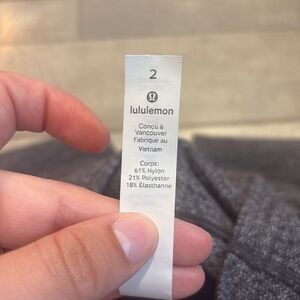 2
lululemon
Conçu à
Vancouver
Fabriqué au
Vietnam
Corps:
61% Nylon
21% Polyester
18% Élasthanne